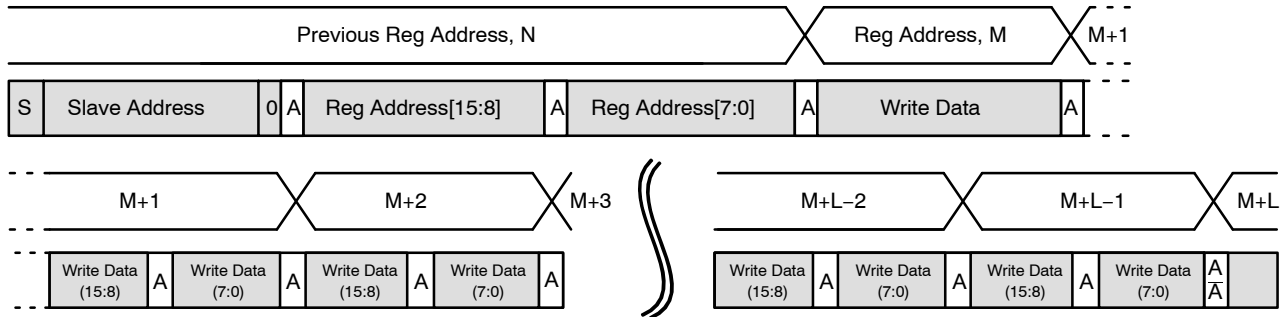 Previous Reg Address, N
Reg Address, M
M+1
S
Slave Address
0
A
Reg Address[15:8]
A
Reg Address[7:0]
A
Write Data
A
M+1
M+2
M+3
M+L−2
M+L−1
M+L
Write Data
(15:8)
A
Write Data
(7:0)
A
Write Data
(15:8)
A
Write Data
(7:0)
A
Write Data
(15:8)
A
Write Data
(7:0)
A
Write Data
(15:8)
A
Write Data
(7:0)
A
A̅